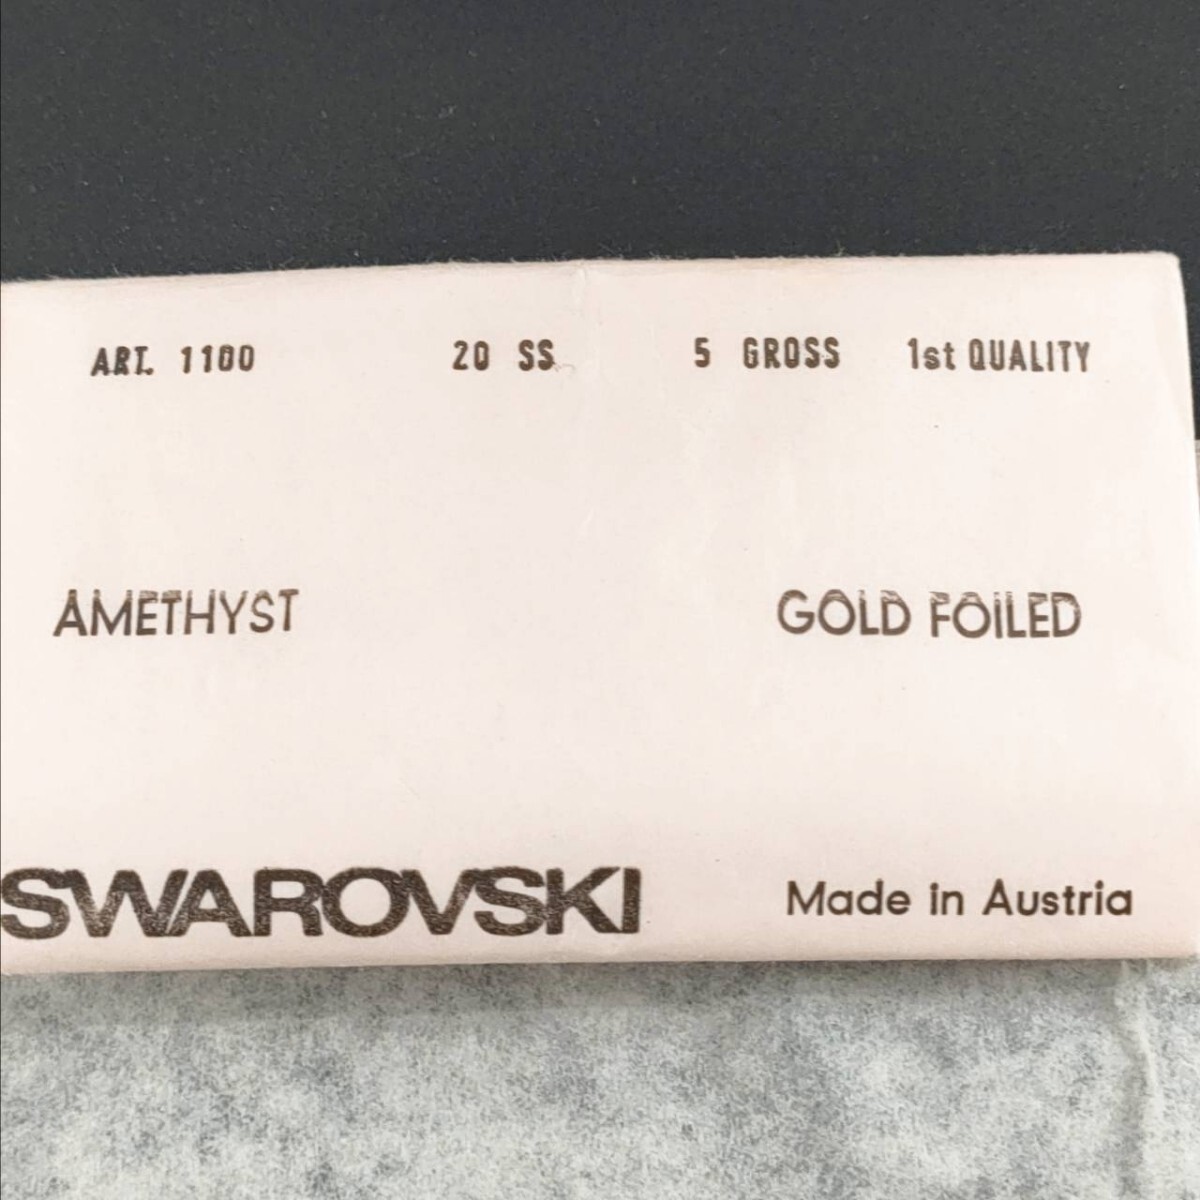 ART. 1100 20 SS 5 GROSS 1st QUALITY
AMETHYST GOLD FOILED
SWAROVSKI Made in Austria